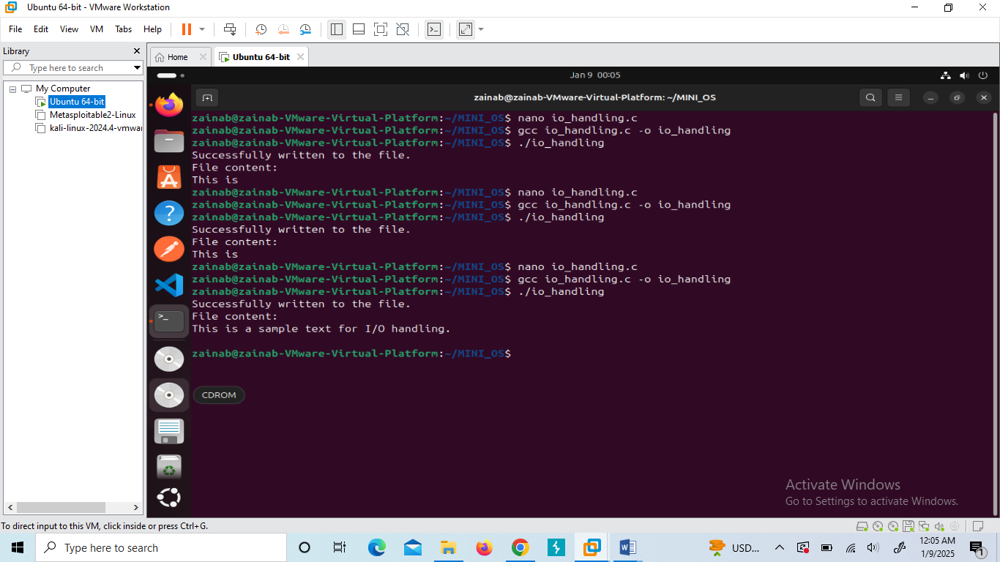 Ubuntu 64-bit - VMware Workstation
File Edit View VM Tabs Help
Library
Type here to search
My Computer
Ubuntu 64-bit
Metasploitable2-Linux
kali-linux-2024.4-vmwar
Home
Ubuntu 64-bit
Jan 9 00:05
zainab@zainab-VMware-Virtual-Platform: ~/MINI_OS
zainab@zainab-VMware-Virtual-Platform:~/MINI_OS$ nano io_handling.c
zainab@zainab-VMware-Virtual-Platform:~/MINI_OS$ gcc io_handling.c -o io_handling
zainab@zainab-VMware-Virtual-Platform:~/MINI_OS$ ./io_handling
Successfully written to the file.
File content:
This is
zainab@zainab-VMware-Virtual-Platform:~/MINI_OS$ nano io_handling.c
zainab@zainab-VMware-Virtual-Platform:~/MINI_OS$ gcc io_handling.c -o io_handling
zainab@zainab-VMware-Virtual-Platform:~/MINI_OS$ ./io_handling
Successfully written to the file.
File content:
This is
zainab@zainab-VMware-Virtual-Platform:~/MINI_OS$ nano io_handling.c
zainab@zainab-VMware-Virtual-Platform:~/MINI_OS$ gcc io_handling.c -o io_handling
zainab@zainab-VMware-Virtual-Platform:~/MINI_OS$ ./io_handling
Successfully written to the file.
File content:
This is a sample text for I/O handling.
zainab@zainab-VMware-Virtual-Platform:~/MINI_OS$
CDROM
Activate Windows
Go to Settings to activate Windows.
To direct input to this VM, click inside or press Ctrl+G.
Type here to search
USD...
12:05 AM
1/9/2025
1